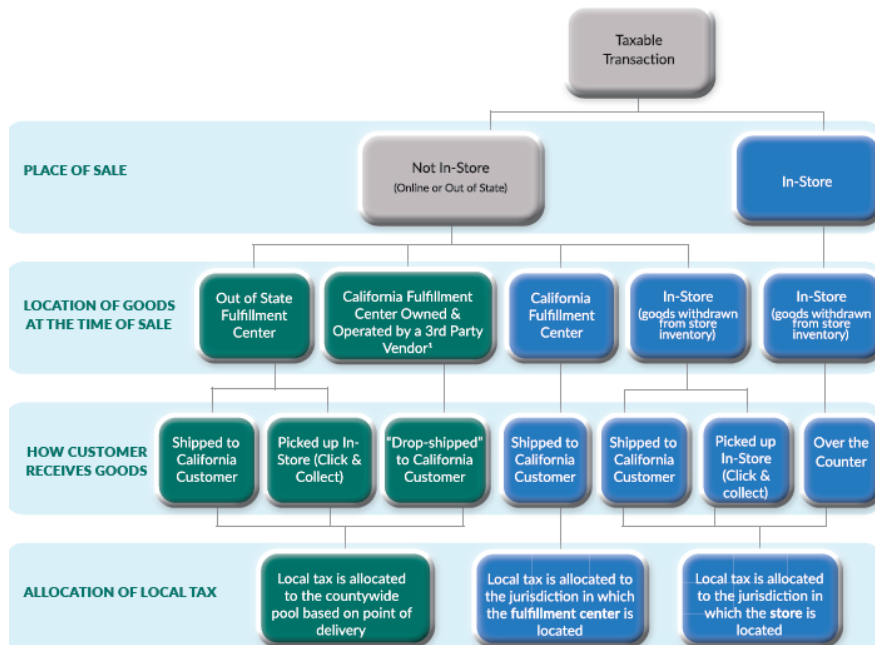 Taxable
Transaction
PLACE OF SALE
Not In-Store
(Online or Out of State)
In-Store
LOCATION OF GOODS
AT THE TIME OF SALE
Out of State
Fulfillment
Center
California Fulfillment
Center Owned &
Operated by a 3rd Party
Vendor¹
California
Fulfillment
Center
In-Store
(goods withdrawn
from store
inventory)
In-Store
(goods withdrawn
from store
inventory)
HOW CUSTOMER
RECEIVES GOODS
Shipped to
California
Customer
Picked up In-
Store (Click &
Collect)
"Drop-shipped"
to California
Customer
Shipped to
California
Customer
Shipped to
California
Customer
Picked up
In-Store
(Click &
collect)
Over the
Counter
ALLOCATION OF LOCAL TAX
Local tax is allocated
to the countywide
pool based on point of
delivery
Local tax is allocated to
the jurisdiction in which
the fulfillment center is
located
Local tax is allocated
to the jurisdiction in
which the store is
located